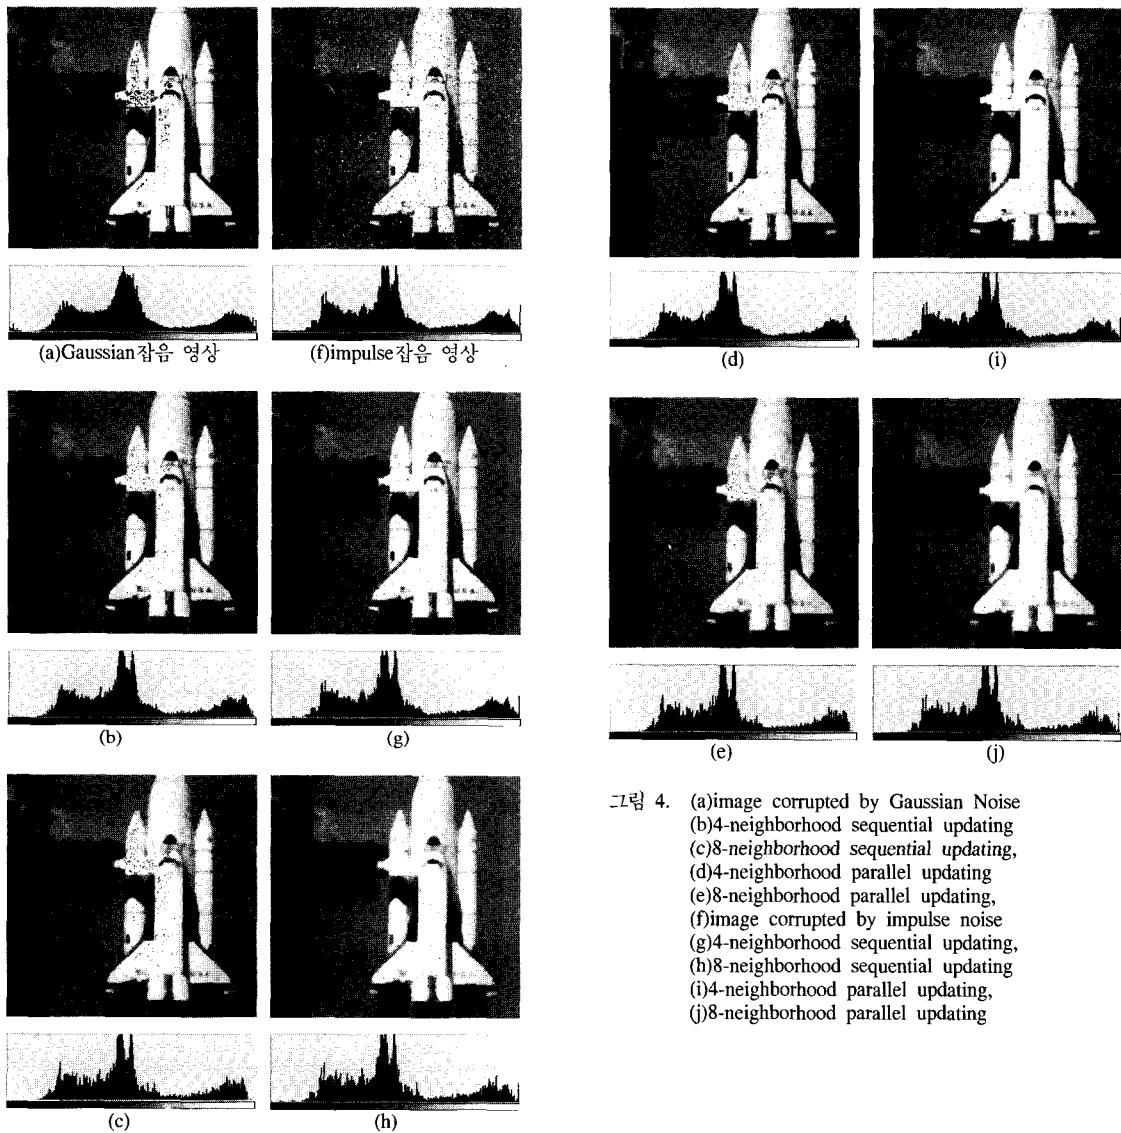 (a)Gaussian잡음 영상
(f)impulse잡음 영상
(b)
(g)
(c)
(h)
(d)
(i)
(e)
(j)
그림 4. (a)image corrupted by Gaussian Noise
(b)4-neighborhood sequential updating
(c)8-neighborhood sequential updating,
(d)4-neighborhood parallel updating
(e)8-neighborhood parallel updating,
(f)image corrupted by impulse noise
(g)4-neighborhood sequential updating,
(h)8-neighborhood sequential updating
(i)4-neighborhood parallel updating,
(j)8-neighborhood parallel updating